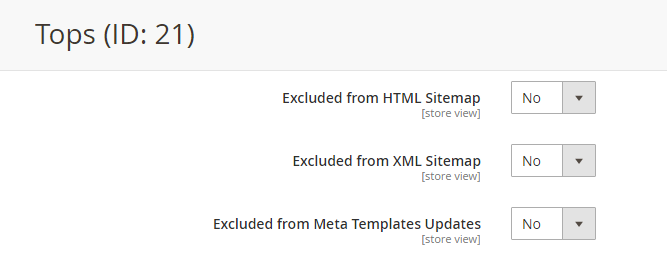 Tops (ID: 21)
Excluded from HTML Sitemap No
[store view]
Excluded from XML Sitemap No
[store view]
Excluded from Meta Templates Updates No
[store view]